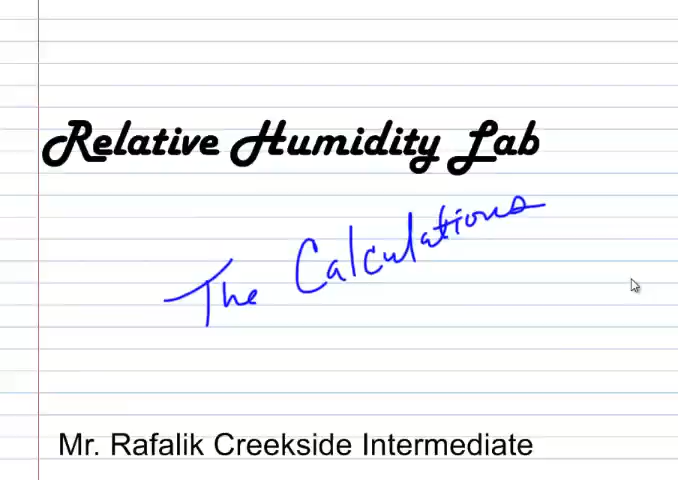 Relative Humidity Lab
The Calculations
Mr. Rafalik Creekside Intermediate